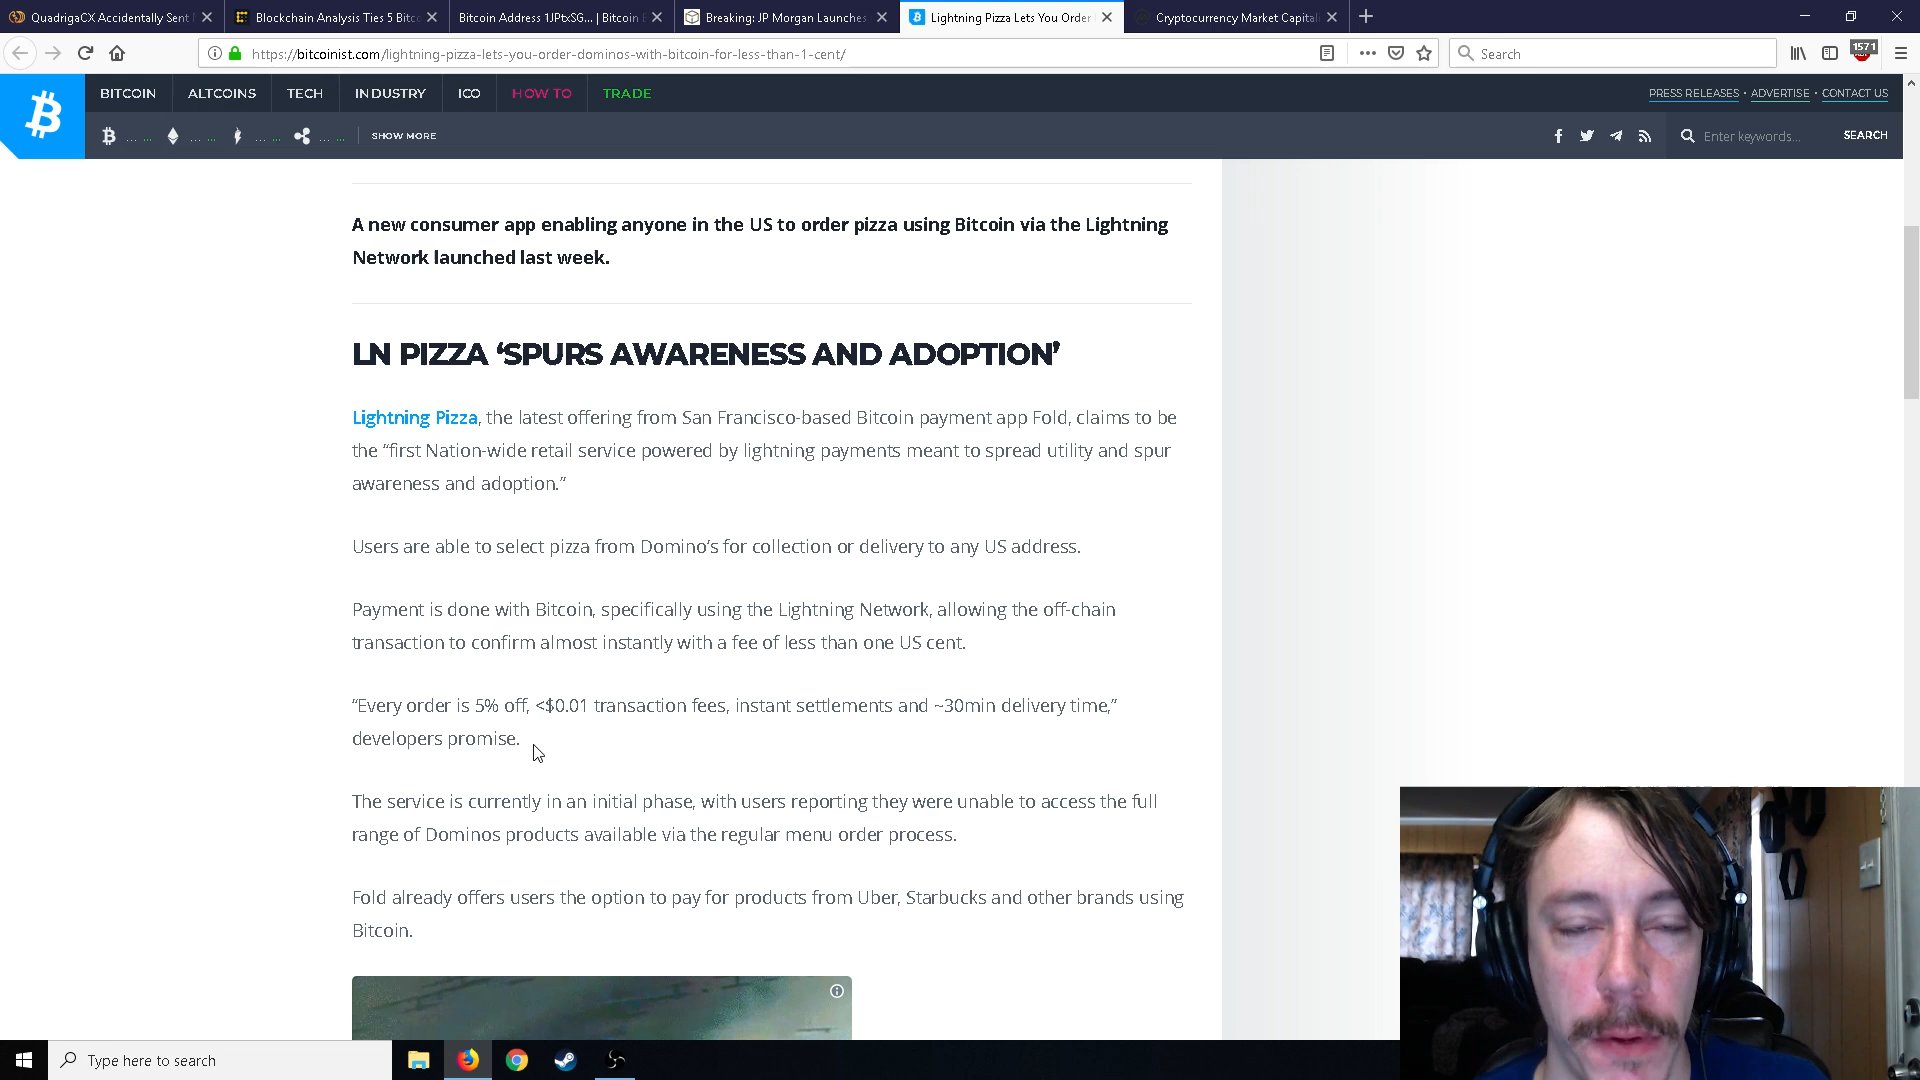 QuadrigaCX Accidentally Sent
Blockchain Analysis Ties 5 Bitc
Bitcoin Address 1JPtxSG... | Bitcoin
Breaking: JP Morgan Launches
Lightning Pizza Lets You Order
Cryptocurrency Market Capital
https://bitcoinist.com/lightning-pizza-lets-you-order-dominos-with-bitcoin-for-less-than-1-cent/
Search
1571
BITCOIN
ALTCOINS
TECH
INDUSTRY
ICO
HOW TO
TRADE
PRESS RELEASES • ADVERTISE • CONTACT US
... ...
... ...
... ...
... ...
SHOW MORE
Enter keywords...
SEARCH
A new consumer app enabling anyone in the US to order pizza using Bitcoin via the Lightning
Network launched last week.
LN PIZZA ‘SPURS AWARENESS AND ADOPTION’
Lightning Pizza, the latest offering from San Francisco-based Bitcoin payment app Fold, claims to be
the “first Nation-wide retail service powered by lightning payments meant to spread utility and spur
awareness and adoption.”
Users are able to select pizza from Domino’s for collection or delivery to any US address.
Payment is done with Bitcoin, specifically using the Lightning Network, allowing the off-chain
transaction to confirm almost instantly with a fee of less than one US cent.
“Every order is 5% off, <$0.01 transaction fees, instant settlements and ~30min delivery time,”
developers promise.
The service is currently in an initial phase, with users reporting they were unable to access the full
range of Dominos products available via the regular menu order process.
Fold already offers users the option to pay for products from Uber, Starbucks and other brands using
Bitcoin.
Type here to search